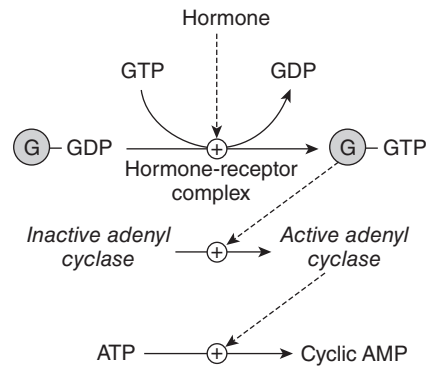 Hormone
GTP
GDP
G
GDP
+
G
GTP
Hormone-receptor
complex
Inactive adenyl
cyclase
+
Active adenyl
cyclase
ATP
+
Cyclic AMP